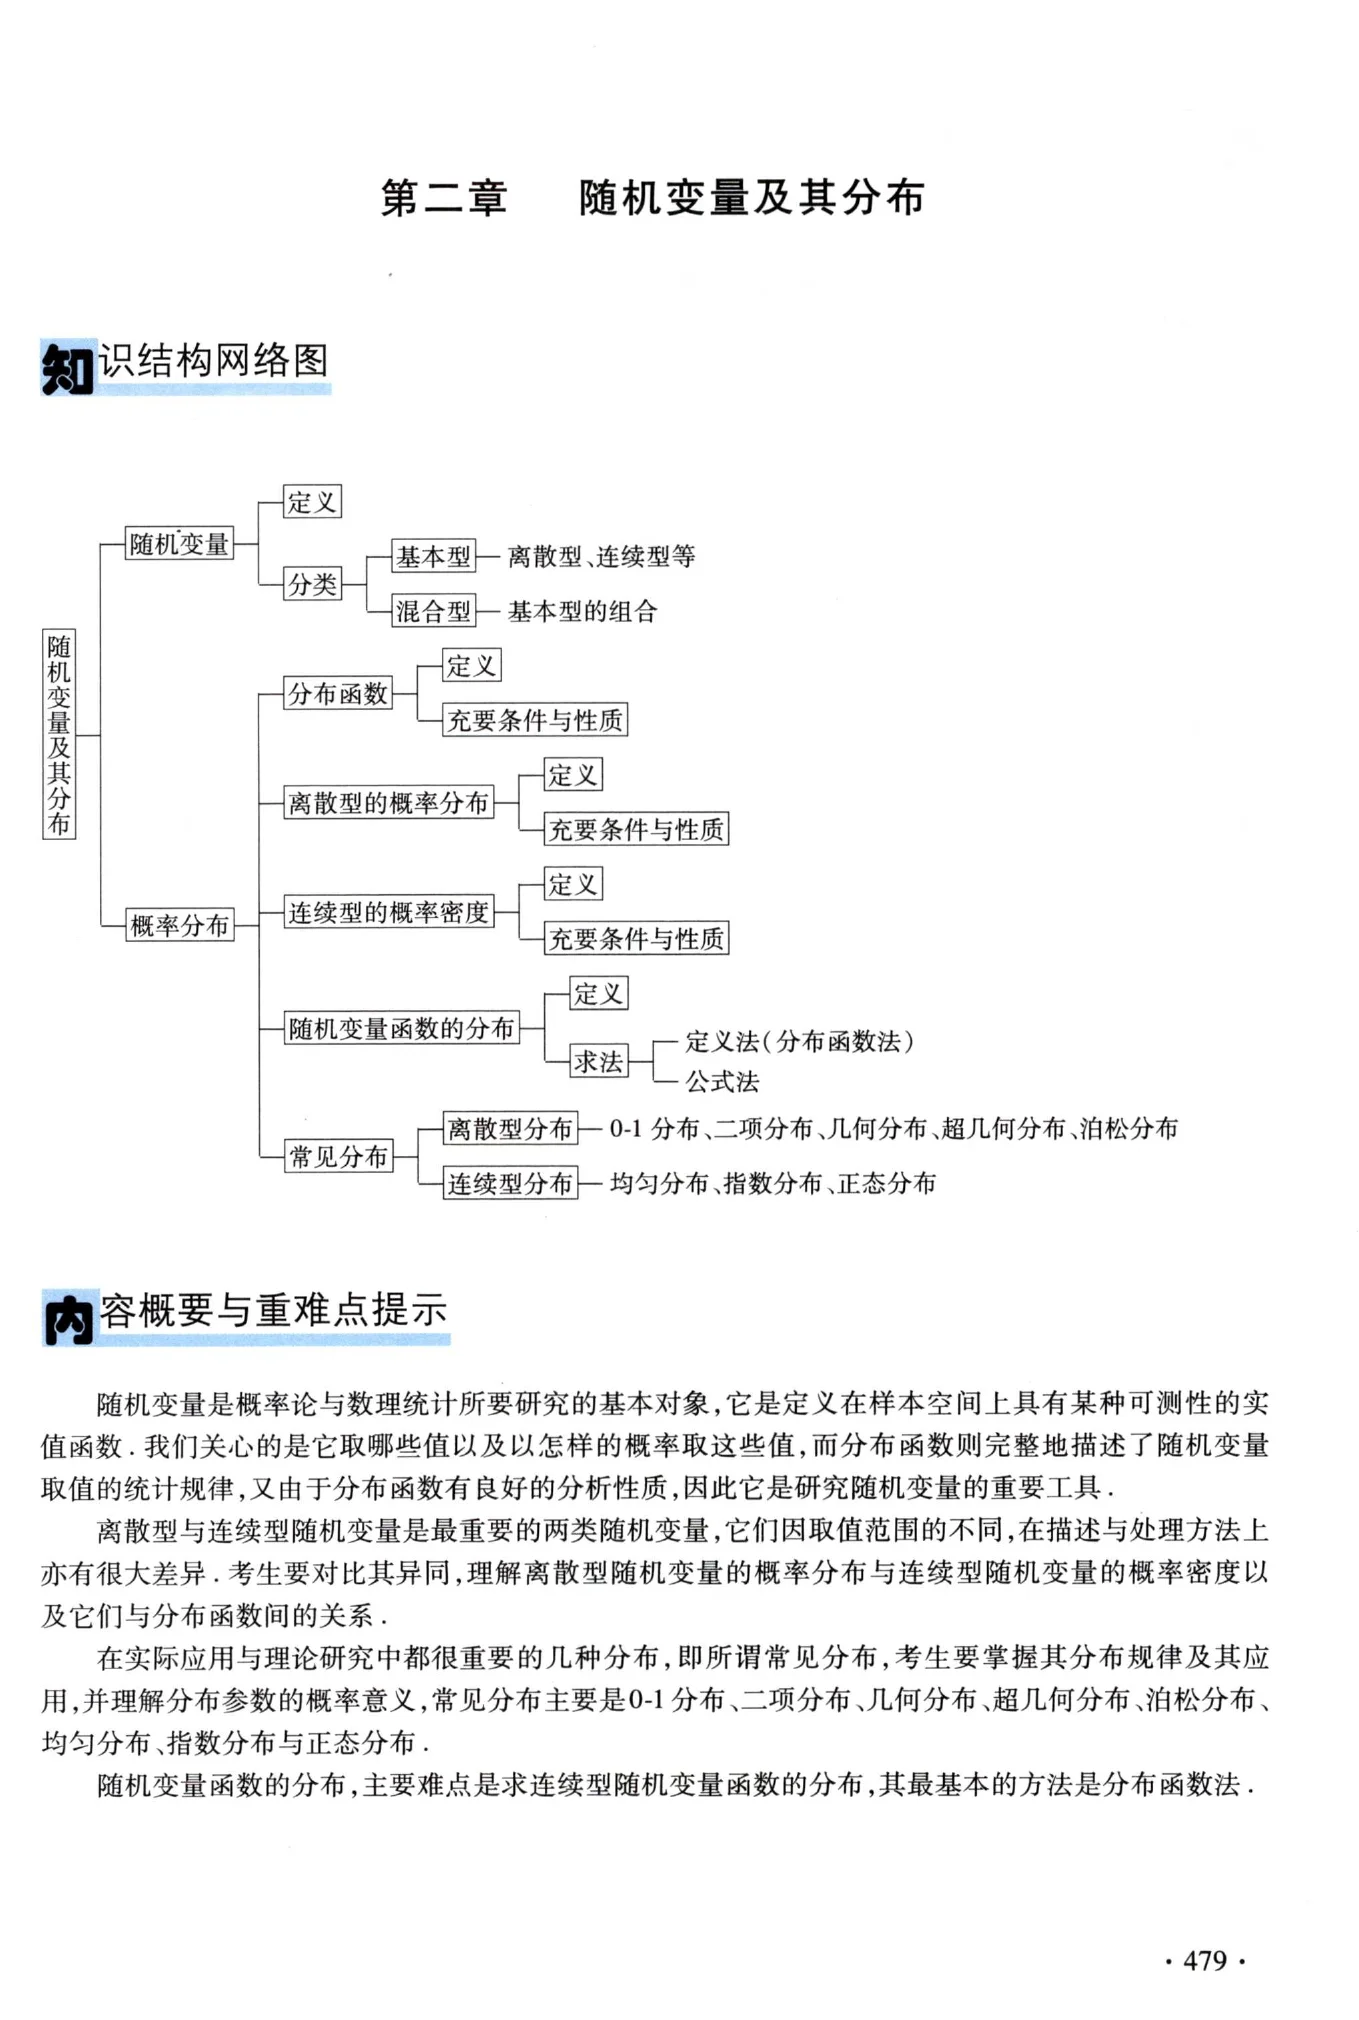 第二章 随机变量及其分布
知识结构网络图
定义
随机变量
基本型 离散型、连续型等
分类
混合型 基本型的组合
随机变量及其分布
定义
分布函数
充要条件与性质
定义
离散型的概率分布
充要条件与性质
定义
连续型的概率密度
概率分布
充要条件与性质
定义
随机变量函数的分布
定义法(分布函数法)
求法
公式法
离散型分布 0-1 分布、二项分布、几何分布、超几何分布、泊松分布
常见分布
连续型分布 均匀分布、指数分布、正态分布
内容概要与重难点提示
随机变量是概率论与数理统计所要研究的基本对象,它是定义在样本空间上具有某种可测性的实
值函数.我们关心的是它取哪些值以及以怎样的概率取这些值,而分布函数则完整地描述了随机变量
取值的统计规律,又由于分布函数有良好的分析性质,因此它是研究随机变量的重要工具.
离散型与连续型随机变量是最重要的两类随机变量,它们因取值范围的不同,在描述与处理方法上
亦有很大差异.考生要对比其异同,理解离散型随机变量的概率分布与连续型随机变量的概率密度以
及它们与分布函数间的关系.
在实际应用与理论研究中都很重要的几种分布,即所谓常见分布,考生要掌握其分布规律及其应
用,并理解分布参数的概率意义,常见分布主要是0-1 分布、二项分布、几何分布、超几何分布、泊松分布、
均匀分布、指数分布与正态分布.
随机变量函数的分布,主要难点是求连续型随机变量函数的分布,其最基本的方法是分布函数法.
· 479 ·